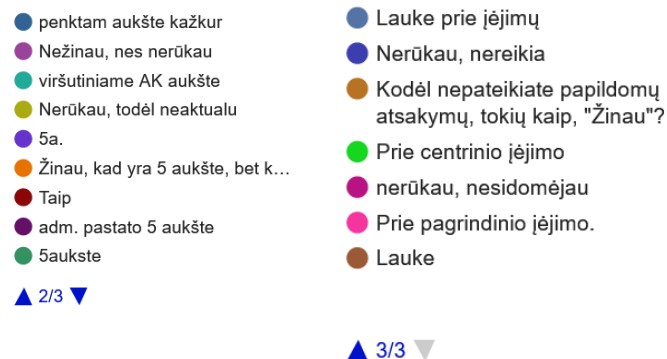 penktam aukšte kažkur
Nežinau, nes nerūkau
viršutiniame AK aukšte
Nerūkau, todėl neaktualu
5a.
Žinau, kad yra 5 aukšte, bet k…
Taip
adm. pastato 5 aukšte
5aukste
2/3
Lauke prie įėjimų
Nerūkau, nereikia
Kodėl nepateikiate papildomų
atsakymų, tokių kaip, "Žinau"?
Prie centrinio įėjimo
nerūkau, nesidomėjau
Prie pagrindinio įėjimo.
Lauke
3/3